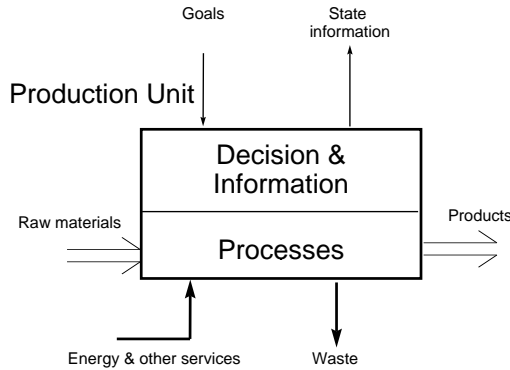 Goals
State
information
Production Unit
Decision &
Information
Raw materials
Products
Processes
Energy & other services
Waste